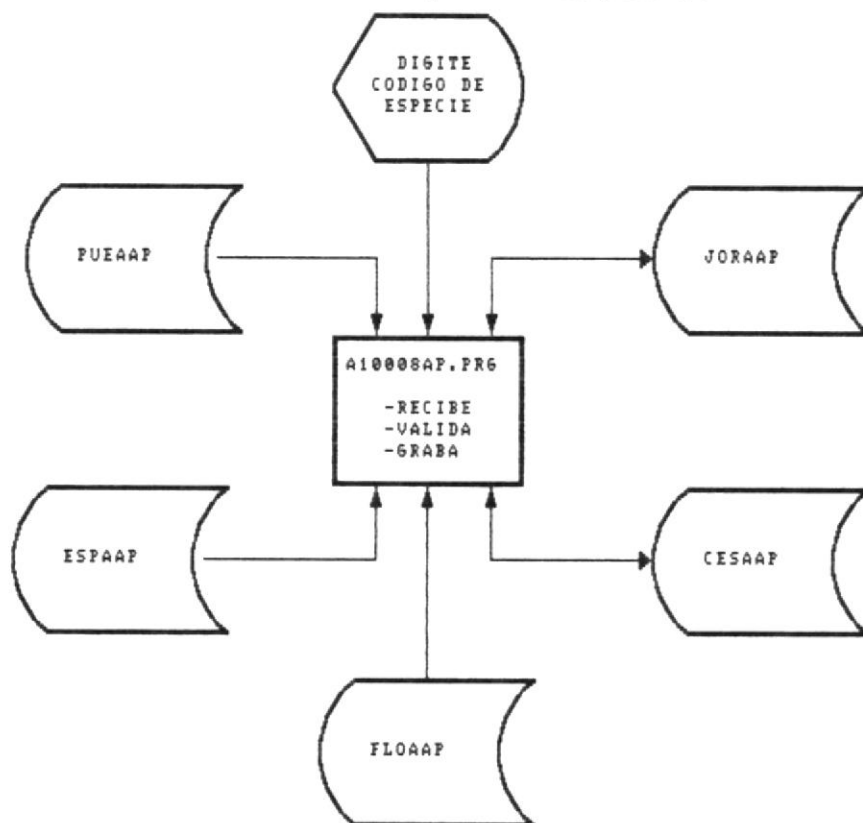 DIGITE
CODIGO DE
ESPECIE
PUEAAP
JORAAP
A10008AP.PRG
-RECIBE
-VALIDA
-GRABA
ESPAAP
CESAAP
FLOAAP